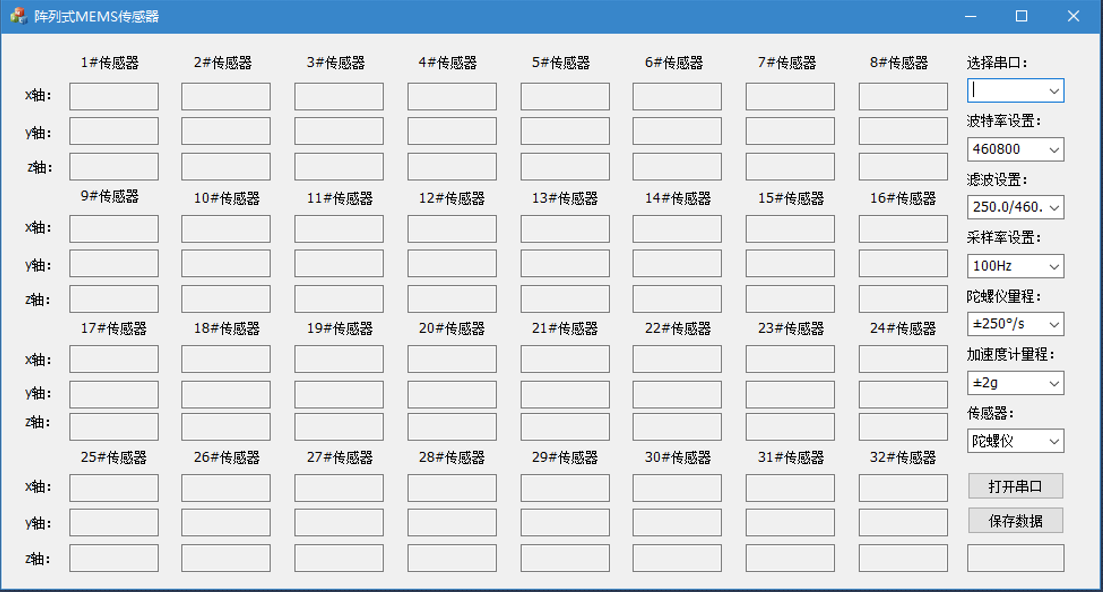 阵列式MEMS传感器
1#传感器 2#传感器 3#传感器 4#传感器 5#传感器 6#传感器 7#传感器 8#传感器
x轴：
y轴：
z轴：
9#传感器 10#传感器 11#传感器 12#传感器 13#传感器 14#传感器 15#传感器 16#传感器
x轴：
y轴：
z轴：
17#传感器 18#传感器 19#传感器 20#传感器 21#传感器 22#传感器 23#传感器 24#传感器
x轴：
y轴：
z轴：
25#传感器 26#传感器 27#传感器 28#传感器 29#传感器 30#传感器 31#传感器 32#传感器
x轴：
y轴：
z轴：
选择串口：
波特率设置：
460800
滤波设置：
250.0/460.
采样率设置：
100Hz
陀螺仪量程：
±250°/s
加速度计量程：
±2g
传感器：
陀螺仪
打开串口
保存数据